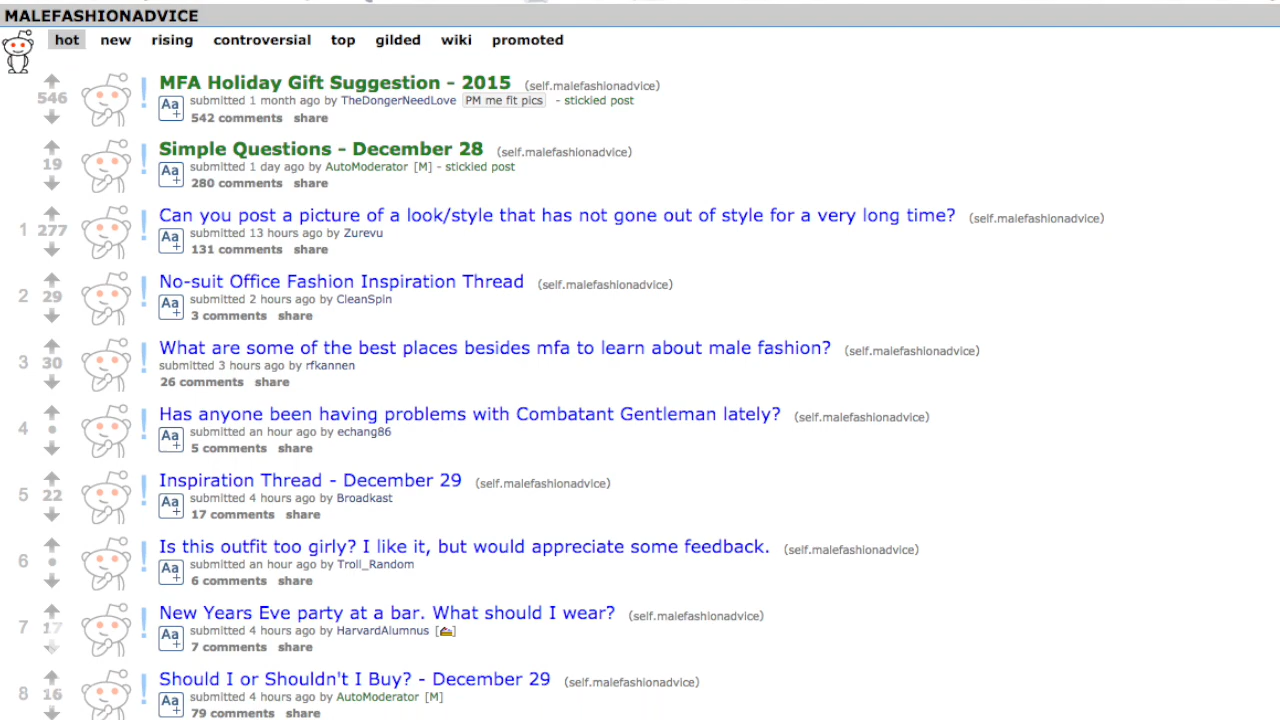 MALEFASHIONADVICE
hot new rising controversial top gilded wiki promoted
MFA Holiday Gift Suggestion - 2015 (self.malefashionadvice)
546
Aa+ submitted 1 month ago by TheDongerNeedLove PM me fit pics - stickied post
542 comments share
Simple Questions - December 28 (self.malefashionadvice)
19
Aa+ submitted 1 day ago by AutoModerator [M] - stickied post
280 comments share
Can you post a picture of a look/style that has not gone out of style for a very long time? (self.malefashionadvice)
1 277
Aa+ submitted 13 hours ago by Zurevu
131 comments share
No-suit Office Fashion Inspiration Thread (self.malefashionadvice)
2 29
Aa+ submitted 2 hours ago by CleanSpin
3 comments share
What are some of the best places besides mfa to learn about male fashion? (self.malefashionadvice)
3 30
submitted 3 hours ago by rfkannen
26 comments share
Has anyone been having problems with Combatant Gentleman lately? (self.malefashionadvice)
4 •
Aa+ submitted an hour ago by echang86
5 comments share
Inspiration Thread - December 29 (self.malefashionadvice)
5 22
Aa+ submitted 4 hours ago by Broadkast
17 comments share
Is this outfit too girly? I like it, but would appreciate some feedback. (self.malefashionadvice)
6 •
Aa+ submitted an hour ago by Troll_Random
6 comments share
New Years Eve party at a bar. What should I wear? (self.malefashionadvice)
7 17
Aa+ submitted 4 hours ago by HarvardAlumnus [🍰]
7 comments share
Should I or Shouldn't I Buy? - December 29 (self.malefashionadvice)
8 16
Aa+ submitted 4 hours ago by AutoModerator [M]
79 comments share